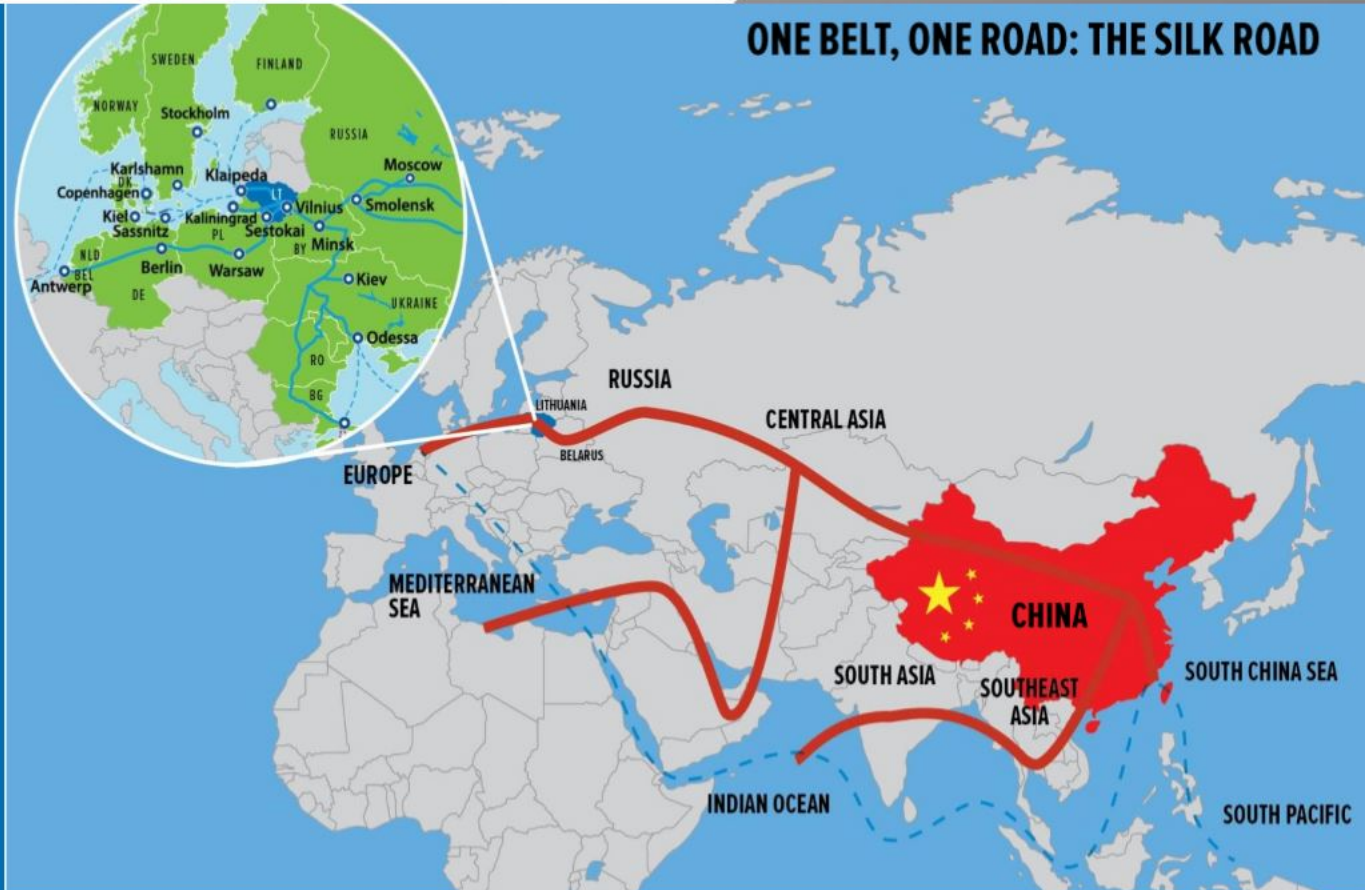 ONE BELT, ONE ROAD: THE SILK ROAD
SWEDEN
FINLAND
NORWAY
Stockholm
RUSSIA
Moscow
Karlshamn
Klaipeda
DK
LT
Copenhagen
Vilnius
Smolensk
Kiel
Kaliningrad
Sassnitz
Sestokai
PL
BY
Minsk
NLD
Berlin
Warsaw
BEL
Antwerp
DE
Kiev
UKRAINE
Odessa
RO
BG
RUSSIA
LITHUANIA
CENTRAL ASIA
BELARUS
EUROPE
MEDITERRANEAN
SEA
CHINA
SOUTH ASIA
SOUTHEAST
ASIA
SOUTH CHINA SEA
INDIAN OCEAN
SOUTH PACIFIC